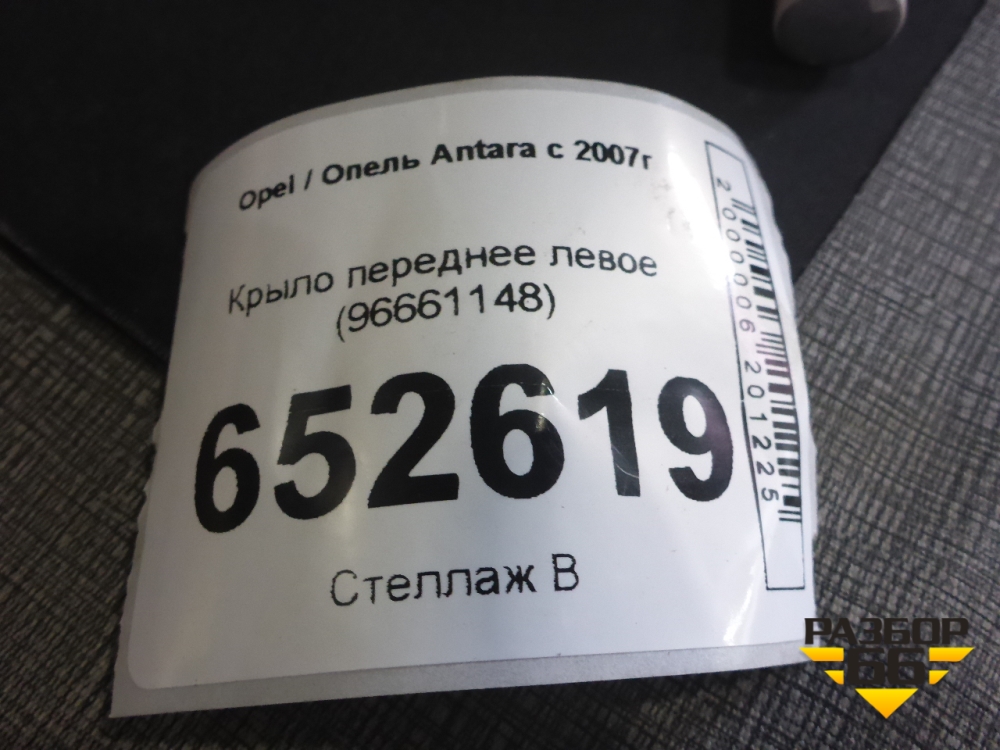 Opel / Опель Antara с 2007г
Крыло переднее левое
(96661148)
652619
Стеллаж В
2000006201225
РАЗБОР
66